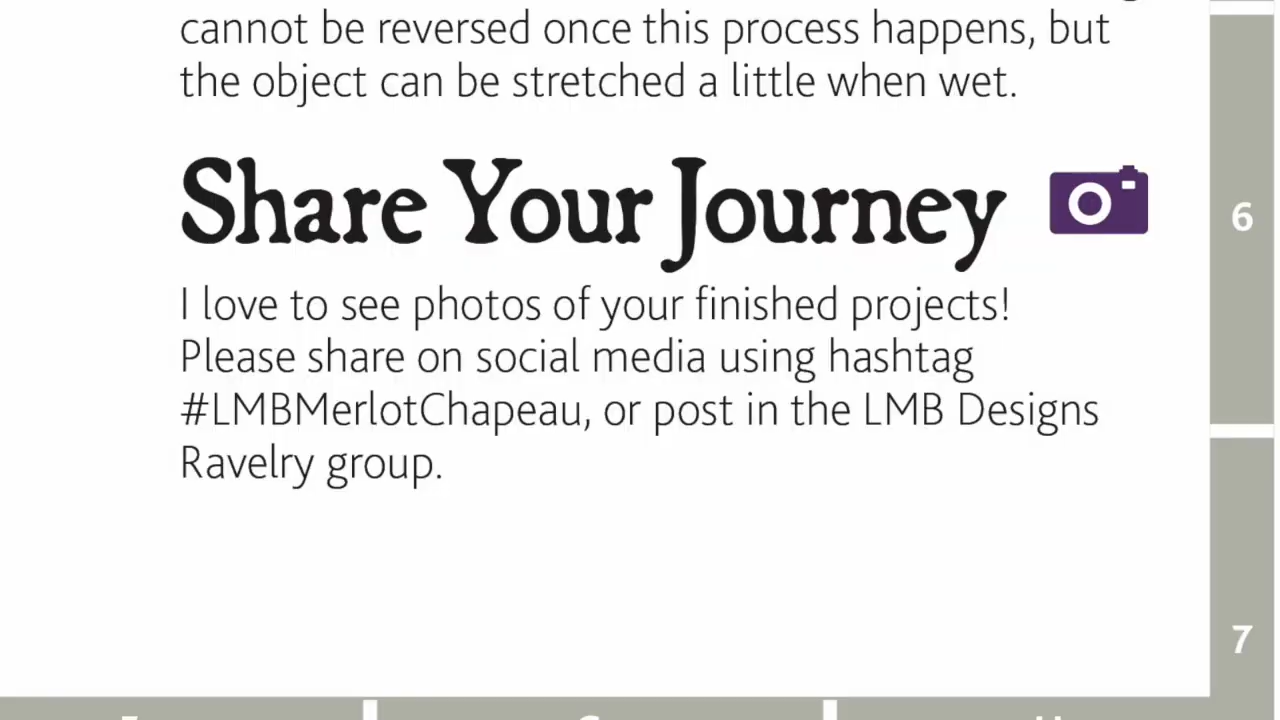 cannot be reversed once this process happens, but
the object can be stretched a little when wet.
Share Your Journey
I love to see photos of your finished projects!
Please share on social media using hashtag
#LMBMerlotChapeau, or post in the LMB Designs
Ravelry group.
6
7